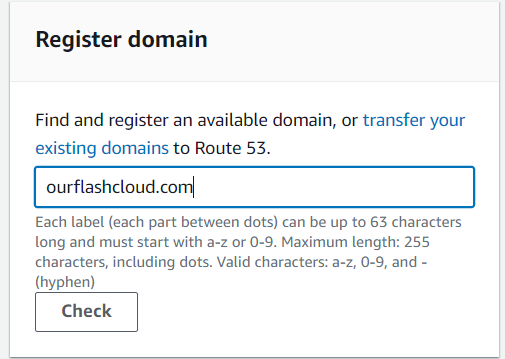 Register domain
Find and register an available domain, or transfer your
existing domains to Route 53.
ourflashcloud.com
Each label (each part between dots) can be up to 63 characters
long and must start with a-z or 0-9. Maximum length: 255
characters, including dots. Valid characters: a-z, 0-9, and -
(hyphen)
Check